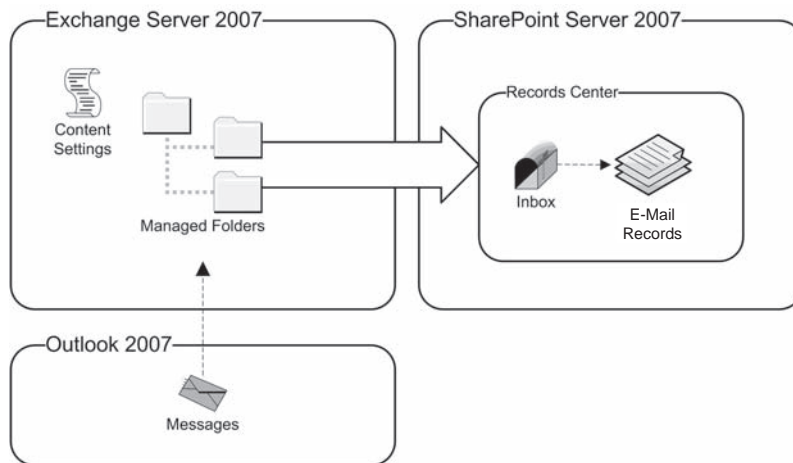 Exchange Server 2007
Content
Settings
Managed Folders
SharePoint Server 2007
Records Center
Inbox
E-Mail
Records
Outlook 2007
Messages